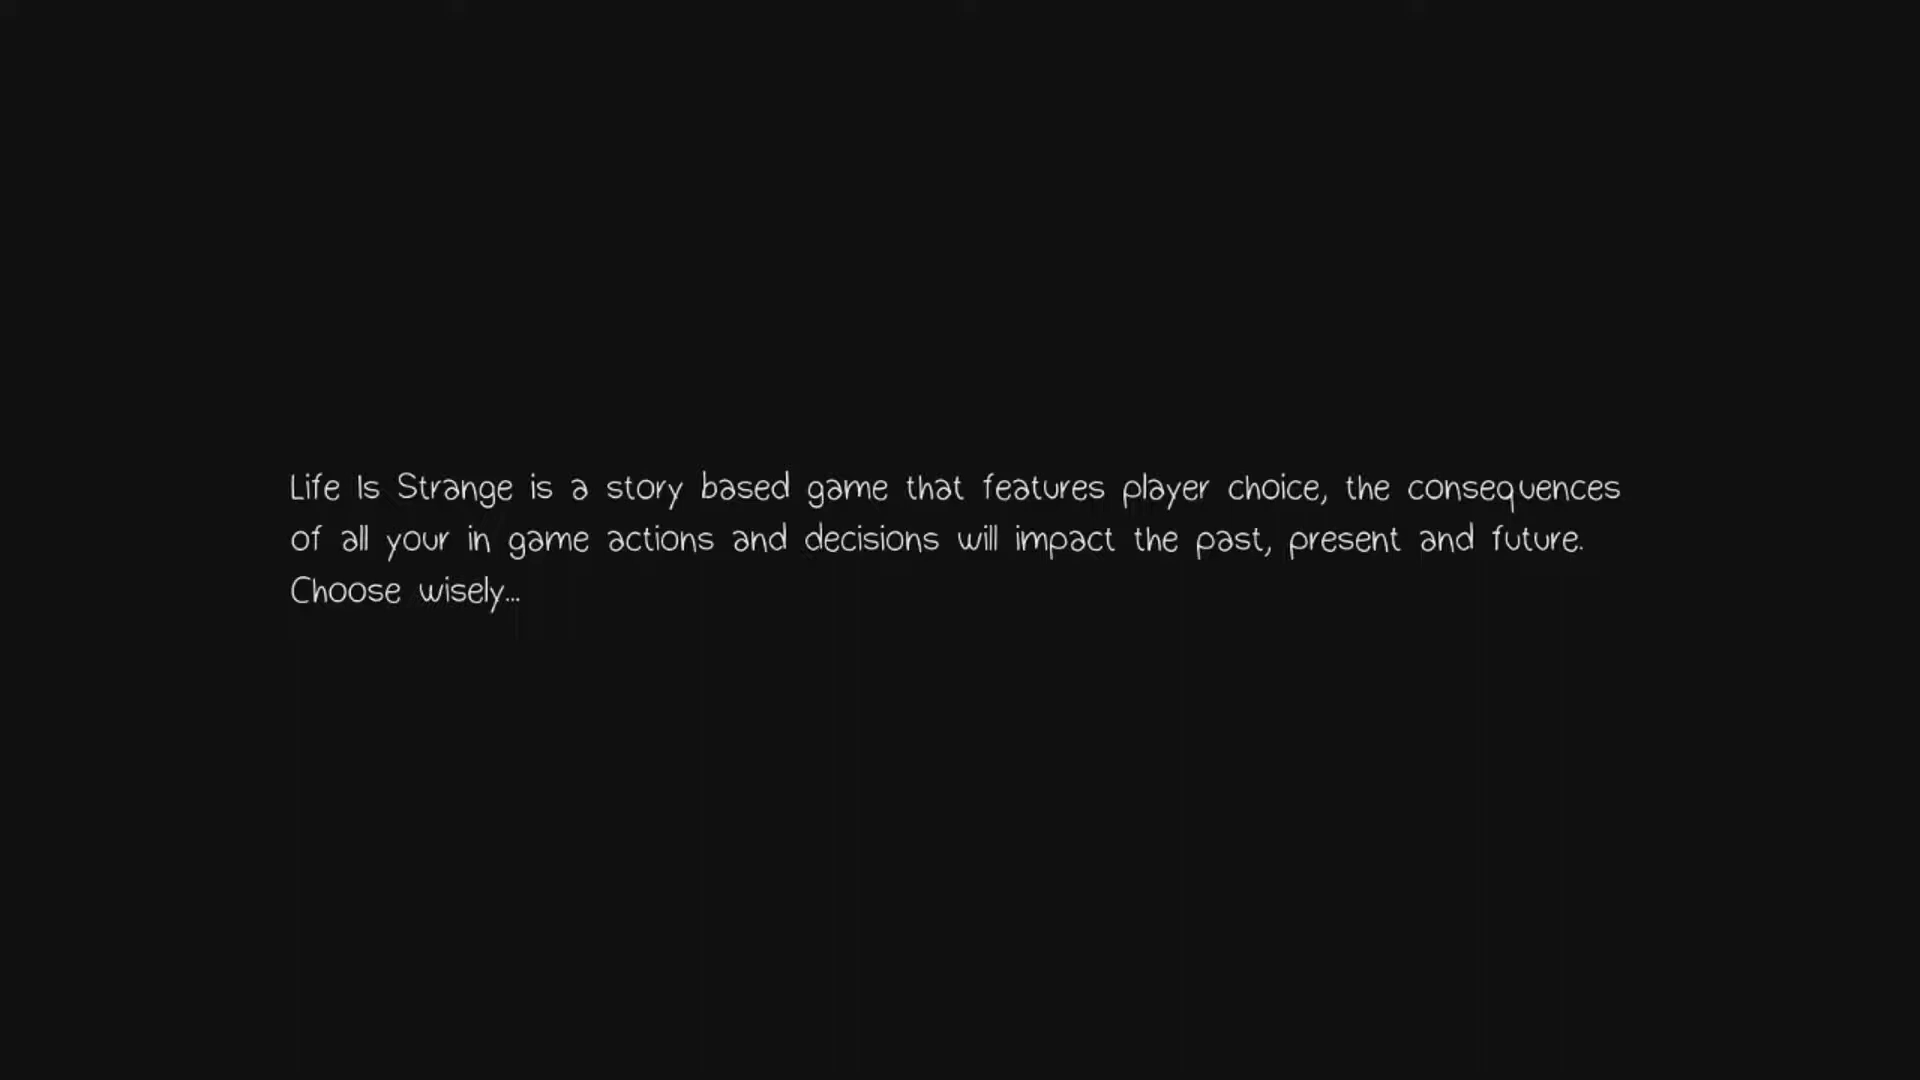 Life Is Strange is a story based game that features player choice, the consequences
of all your in game actions and decisions will impact the past, present and future.
Choose wisely...